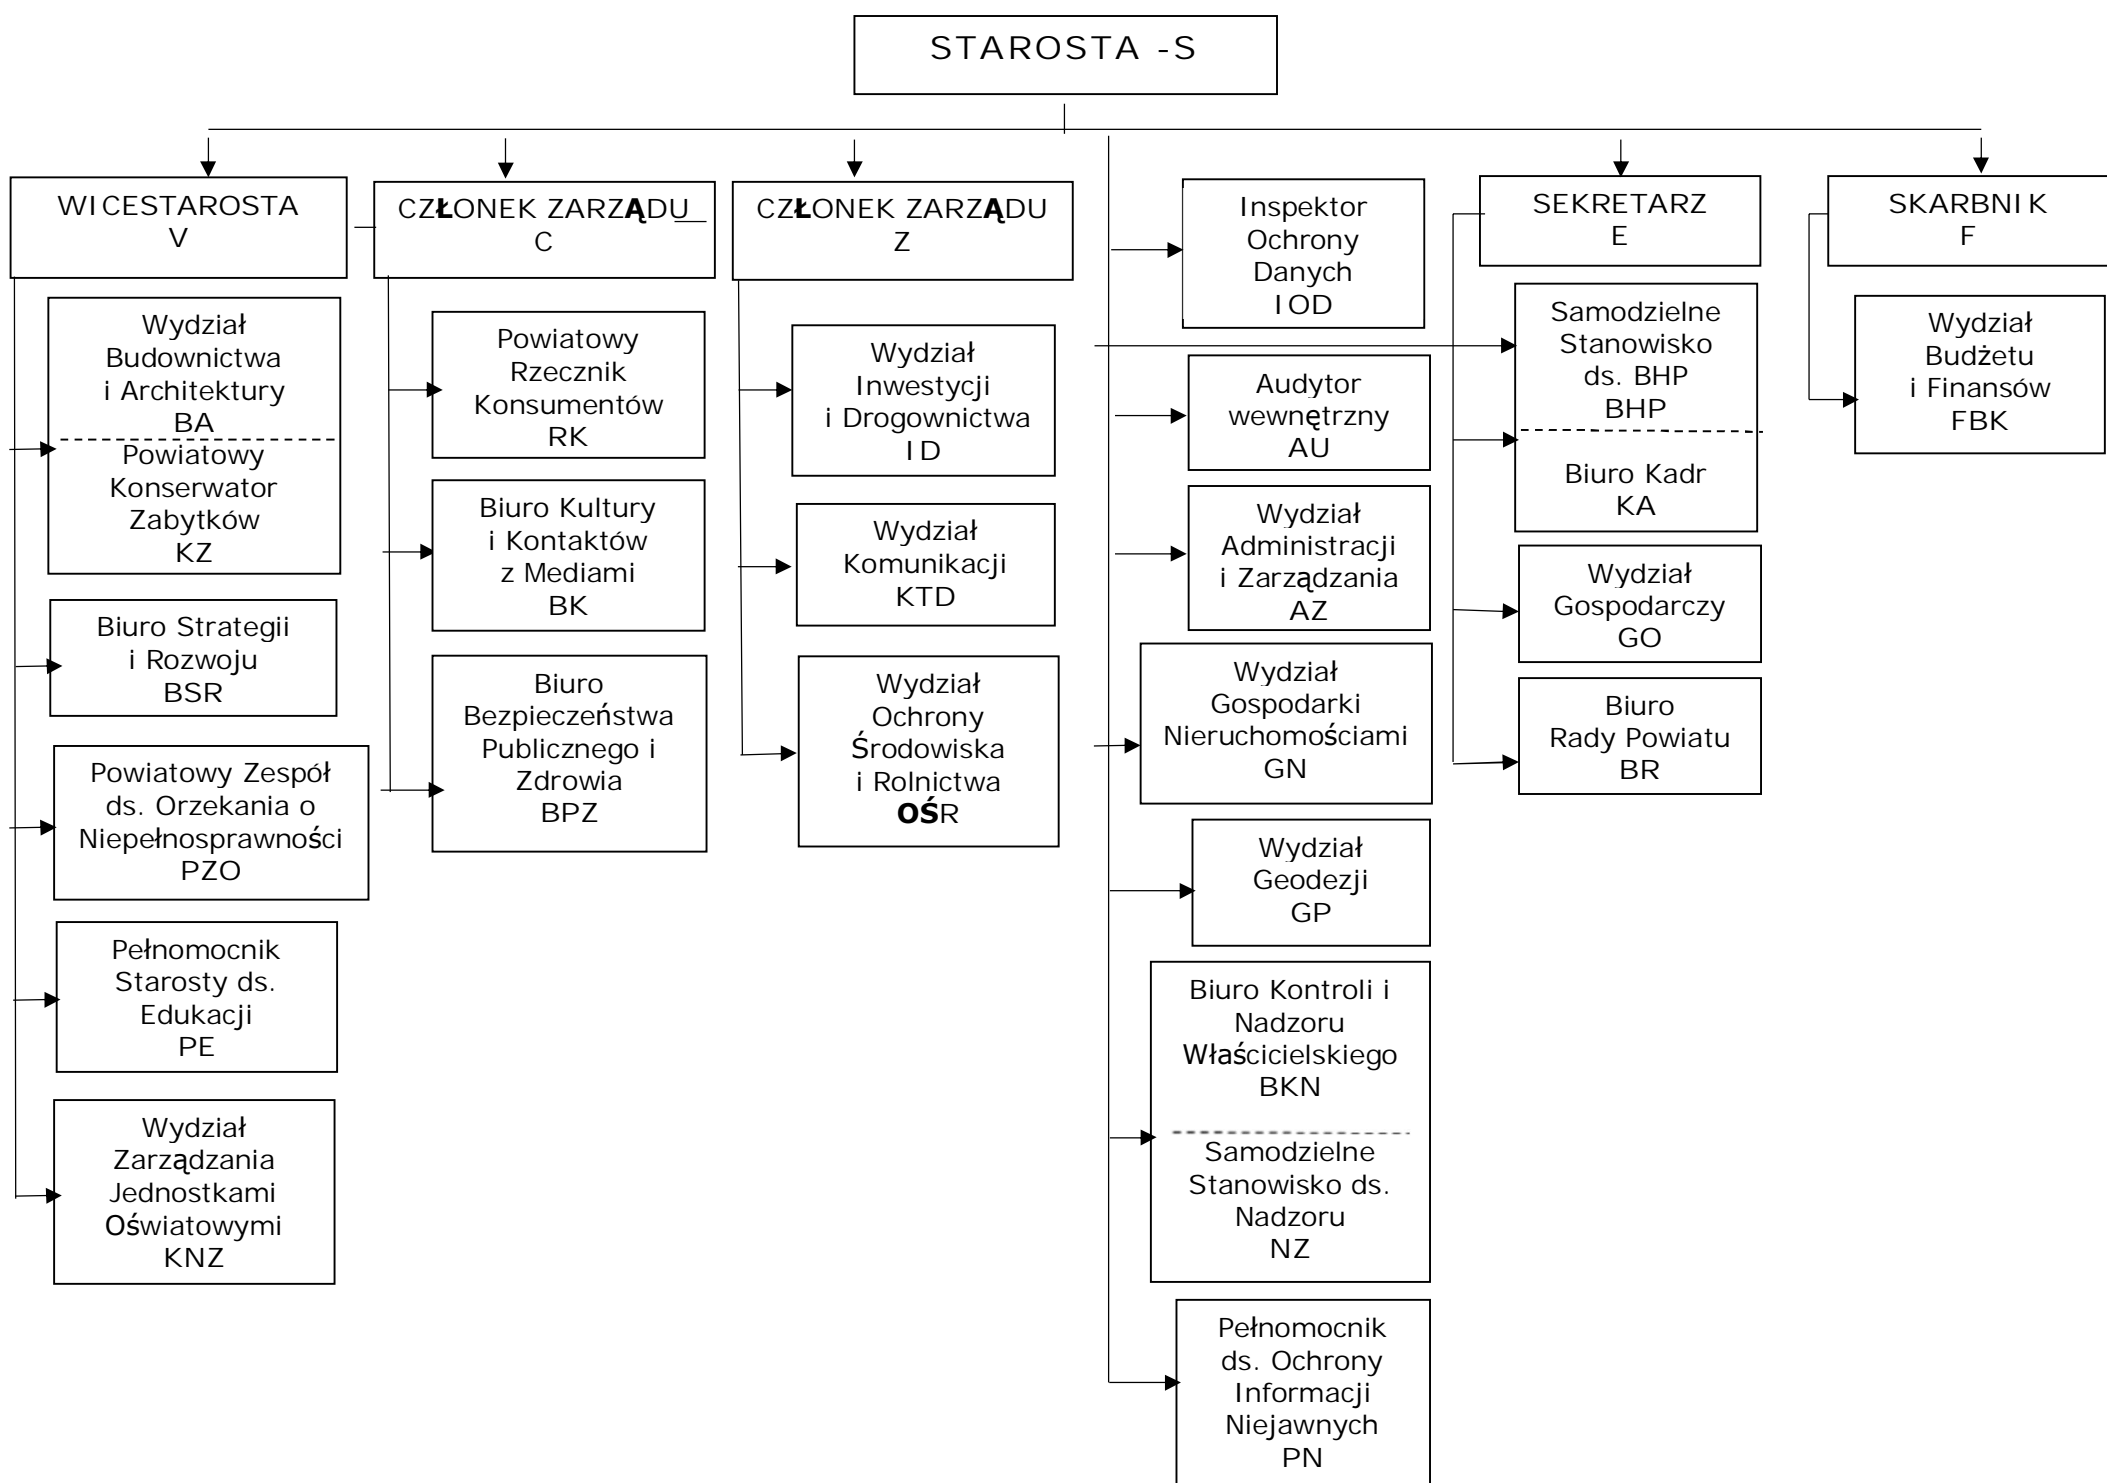 STAROSTA -S
WICESTAROSTA
V
Wydział
Budownictwa
i Architektury
BA
Powiatowy
Konserwator
Zabytków
KZ
Biuro Strategii
i Rozwoju
BSR
Powiatowy Zespół
ds. Orzekania o
Niepełnosprawności
PZO
Pełnomocnik
Starosty ds.
Edukacji
PE
Wydział
Zarządzania
Jednostkami
Oświatowymi
KNZ
CZŁONEK ZARZĄDU
C
Powiatowy
Rzecznik
Konsumentów
RK
Biuro Kultury
i Kontaktów
z Mediami
BK
Biuro
Bezpieczeństwa
Publicznego i
Zdrowia
BPZ
CZŁONEK ZARZĄDU
Z
Wydział
Inwestycji
i Drogownictwa
ID
Wydział
Komunikacji
KTD
Wydział
Ochrony
Środowiska
i Rolnictwa
OŚR
Inspektor
Ochrony
Danych
IOD
Audytor
wewnętrzny
AU
Wydział
Administracji
i Zarządzania
AZ
Wydział
Gospodarki
Nieruchomościami
GN
Wydział
Geodezji
GP
Biuro Kontroli i
Nadzoru
Właścicielskiego
BKN
Samodzielne
Stanowisko ds.
Nadzoru
NZ
Pełnomocnik
ds. Ochrony
Informacji
Niejawnych
PN
SEKRETARZ
E
Samodzielne
Stanowisko
ds. BHP
BHP
Biuro Kadr
KA
Wydział
Gospodarczy
GO
Biuro
Rady Powiatu
BR
SKARBNIK
F
Wydział
Budżetu
i Finansów
FBK